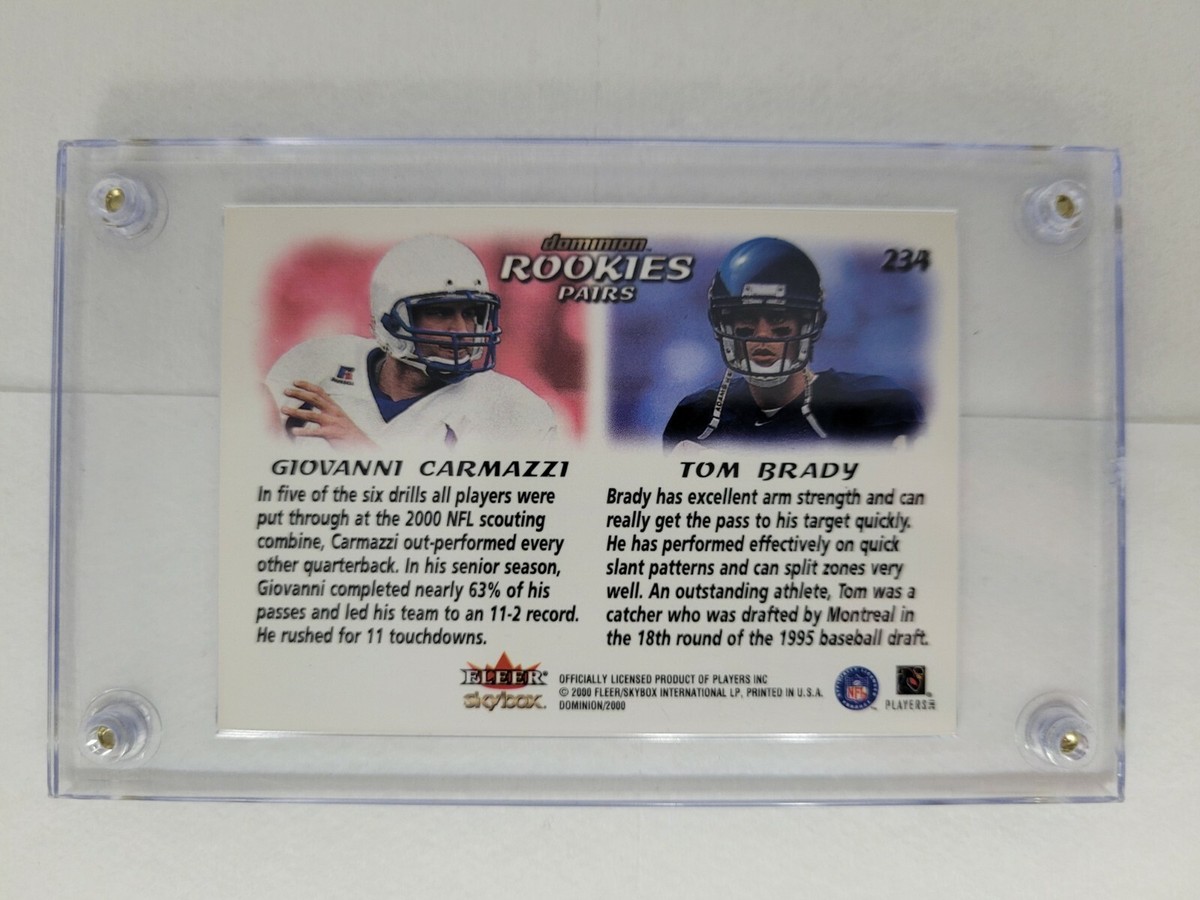 dominion
ROOKIES
PAIRS
234
GIOVANNI CARMAZZI
In five of the six drills all players were
put through at the 2000 NFL scouting
combine, Carmazzi out-performed every
other quarterback. In his senior season,
Giovanni completed nearly 63% of his
passes and led his team to an 11-2 record.
He rushed for 11 touchdowns.
TOM BRADY
Brady has excellent arm strength and can
really get the pass to his target quickly.
He has performed effectively on quick
slant patterns and can split zones very
well. An outstanding athlete, Tom was a
catcher who was drafted by Montreal in
the 18th round of the 1995 baseball draft.
FLEER
skybox.
OFFICIALLY LICENSED PRODUCT OF PLAYERS INC
© 2000 FLEER/SKYBOX INTERNATIONAL LP, PRINTED IN U.S.A.
DOMINION/2000
NFL
PLAYERS